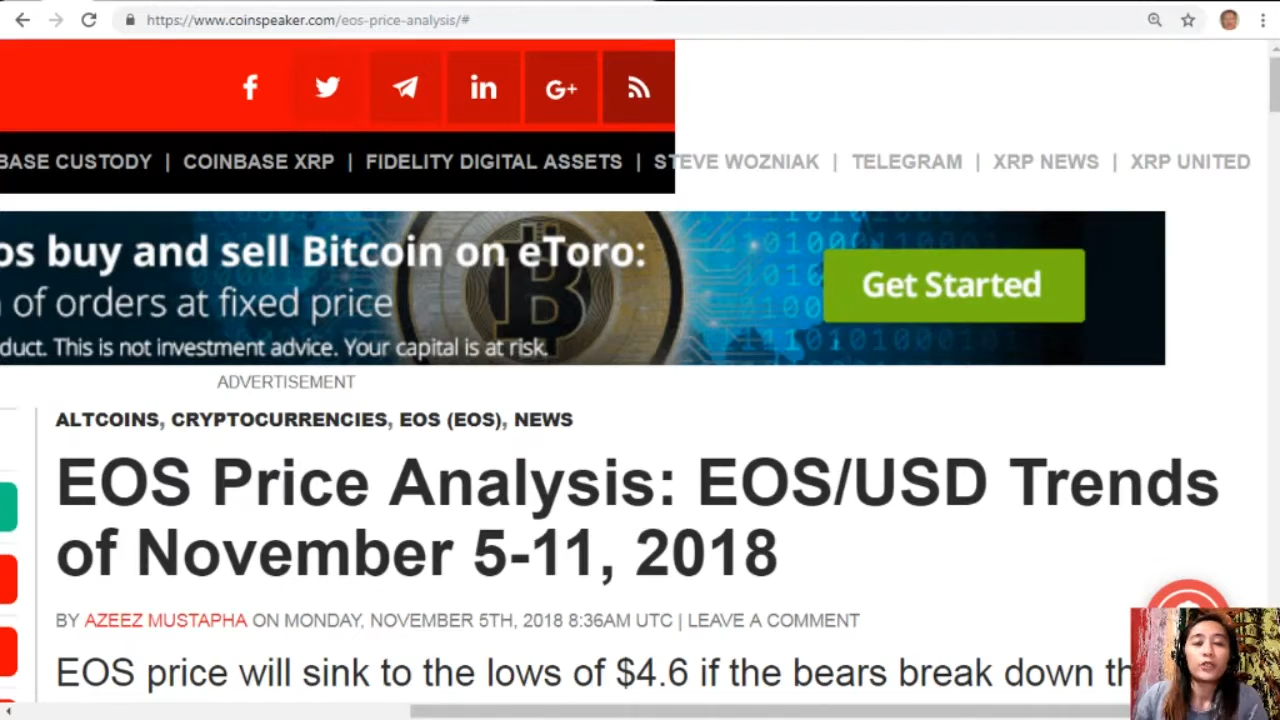 https://www.coinspeaker.com/eos-price-analysis/#
f in G+
BASE CUSTODY | COINBASE XRP | FIDELITY DIGITAL ASSETS | STEVE WOZNIAK | TELEGRAM | XRP NEWS | XRP UNITED
os buy and sell Bitcoin on eToro:
of orders at fixed price
Get Started
duct. This is not investment advice. Your capital is at risk.
ADVERTISEMENT
ALTCOINS, CRYPTOCURRENCIES, EOS (EOS), NEWS
EOS Price Analysis: EOS/USD Trends
of November 5-11, 2018
BY AZEEZ MUSTAPHA ON MONDAY, NOVEMBER 5TH, 2018 8:36AM UTC | LEAVE A COMMENT
EOS price will sink to the lows of $4.6 if the bears break down th